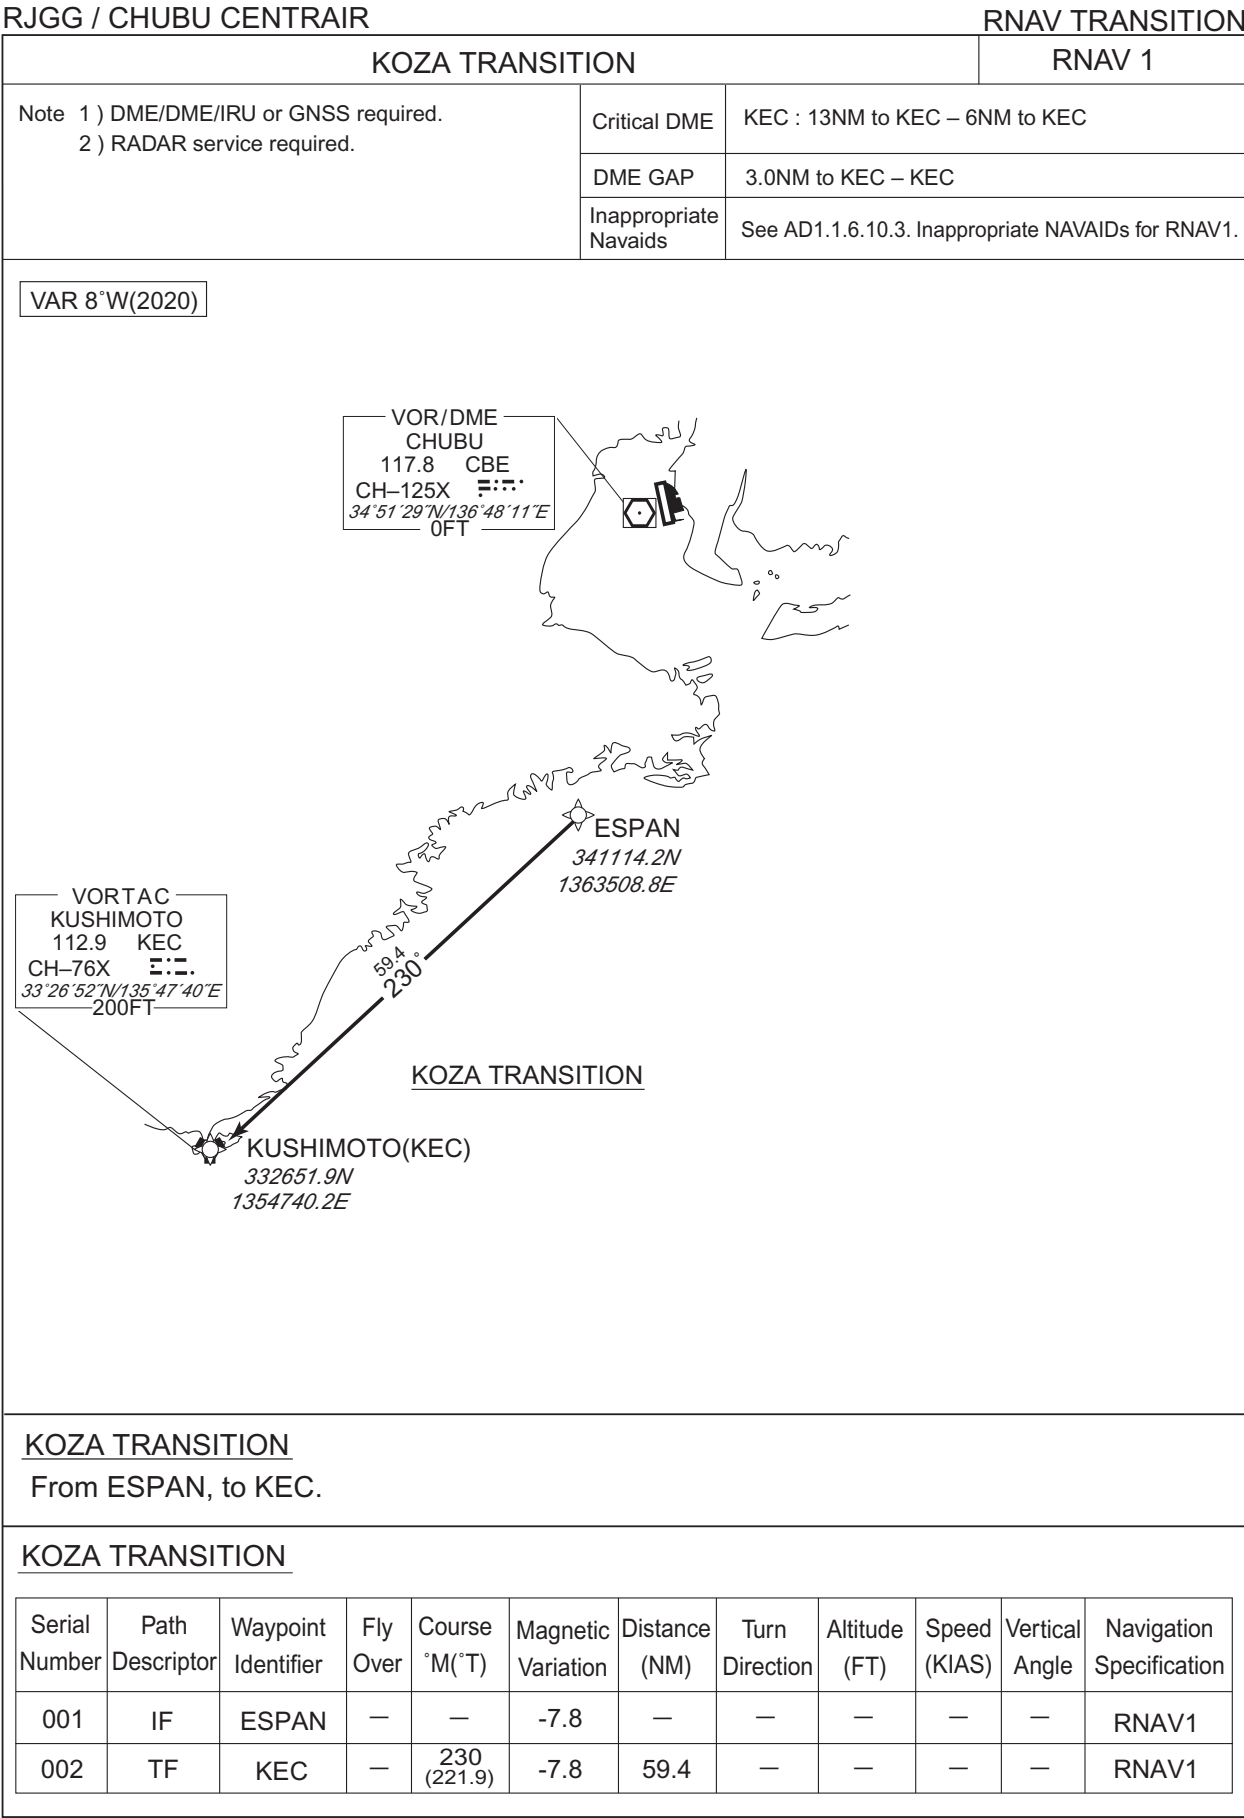 RJGG / CHUBU CENTRAIR
RNAV TRANSITION
KOZA TRANSITION
RNAV 1
Note 1 ) DME/DME/IRU or GNSS required.
2 ) RADAR service required.
Critical DME
KEC : 13NM to KEC – 6NM to KEC
DME GAP
3.0NM to KEC – KEC
Inappropriate
Navaids
See AD1.1.6.10.3. Inappropriate NAVAIDs for RNAV1.
VAR 8˚W(2020)
VOR/DME
CHUBU
117.8 CBE
CH–125X
34˚51´29˝N/136˚48´11˝E
0FT
ESPAN
341114.2N
1363508.8E
VORTAC
KUSHIMOTO
112.9 KEC
CH–76X
33˚26´52˝N/135˚47´40˝E
200FT
59.4
230˚
KOZA TRANSITION
KUSHIMOTO(KEC)
332651.9N
1354740.2E
KOZA TRANSITION
From ESPAN, to KEC.
KOZA TRANSITION
Serial Number Path Descriptor Waypoint Identifier Fly Over Course ˚M(˚T) Magnetic Variation Distance (NM) Turn Direction Altitude (FT) Speed (KIAS) Vertical Angle Navigation Specification
001 IF ESPAN — — -7.8 — — — — — RNAV1
002 TF KEC — 230 (221.9) -7.8 59.4 — — — — RNAV1